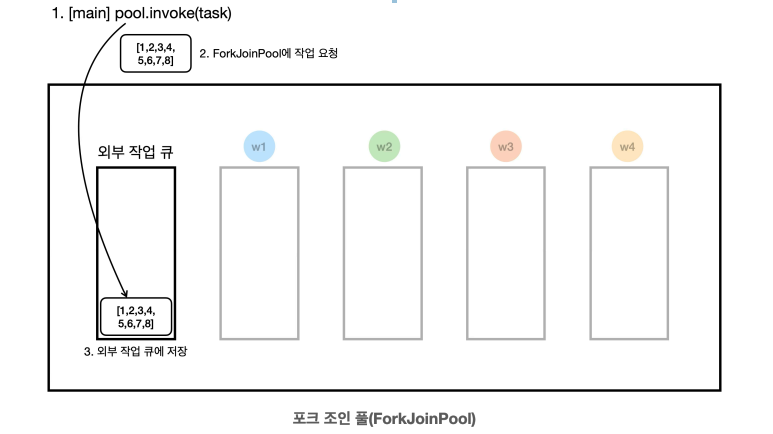 1. [main] pool.invoke(task)
[1,2,3,4,
5,6,7,8]
2. ForkJoinPool에 작업 요청
외부 작업 큐
w1
w2
w3
w4
[1,2,3,4,
5,6,7,8]
3. 외부 작업 큐에 저장
포크 조인 풀(ForkJoinPool)